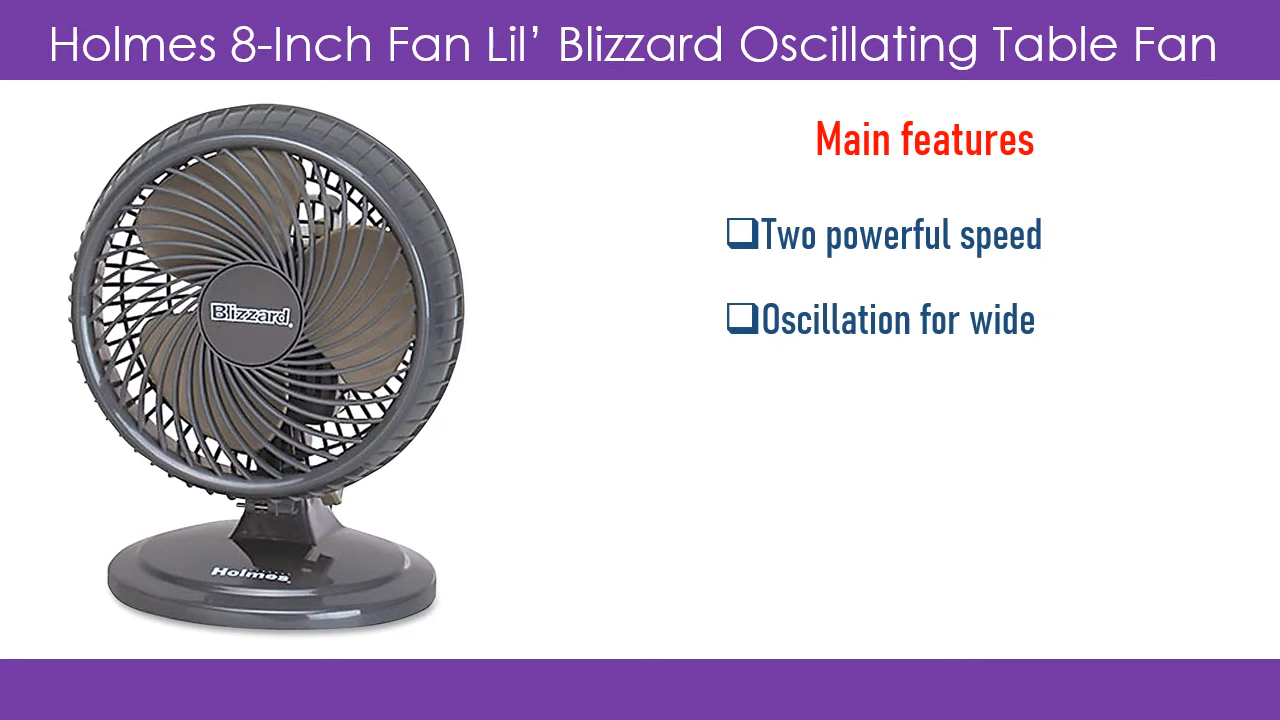 Holmes 8-Inch Fan Lil’ Blizzard Oscillating Table Fan
Main features
❑Two powerful speed
❑Oscillation for wide
Blizzard
Holmes